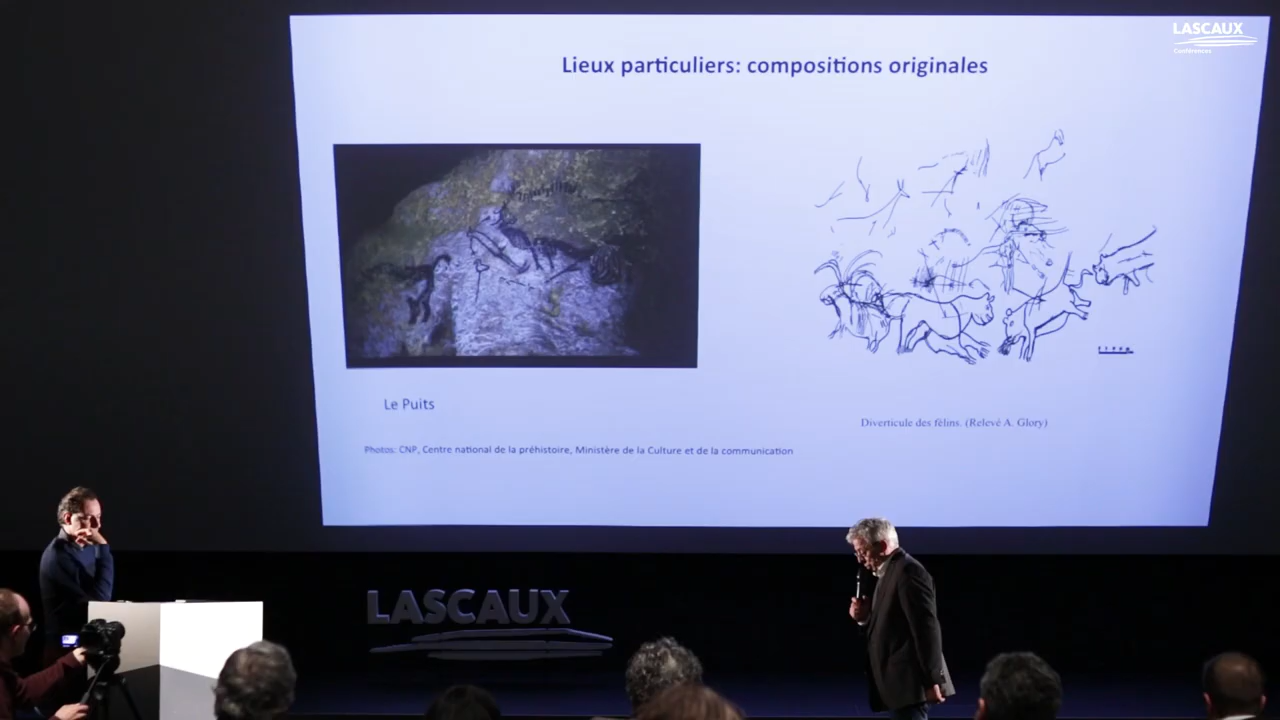 LASCAUX
Conférences
Lieux particuliers: compositions originales
Le Puits
Diverticule des félins. (Relevé A. Glory)
Photos: CNP, Centre national de la préhistoire, Ministère de la Culture et de la communication
LASCAUX